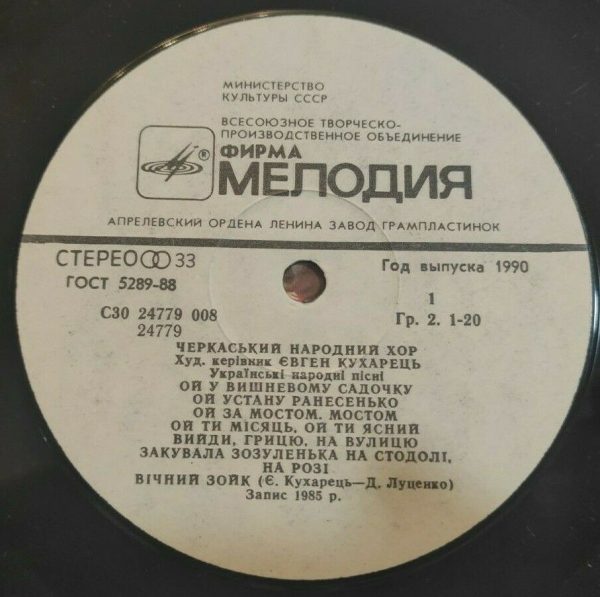 МИНИСТЕРСТВО
КУЛЬТУРЫ СССР
ВСЕСОЮЗНОЕ ТВОРЧЕСКО-
ПРОИЗВОДСТВЕННОЕ ОБЪЕДИНЕНИЕ
®
ФИРМА
МЕЛОДИЯ
АПРЕЛЕВСКИЙ ОРДЕНА ЛЕНИНА ЗАВОД ГРАМПЛАСТИНОК
СТЕРЕО 33
Год выпуска 1990
ГОСТ 5289-88
С30 24779 008
1
24779
Гр. 2. 1-20
ЧЕРКАСЬКИЙ НАРОДНИЙ ХОР
Худ. керівник ЄВГЕН КУХАРЕЦЬ
Українські народні пісні
ОЙ У ВИШНЕВОМУ САДОЧКУ
ОЙ УСТАНУ РАНЕСЕНЬКО
ОЙ ЗА МОСТОМ, МОСТОМ
ОЙ ТИ МІСЯЦЬ, ОЙ ТИ ЯСНИЙ
ВИЙДИ, ГРИЦЮ, НА ВУЛИЦЮ
ЗАКУВАЛА ЗОЗУЛЕНЬКА НА СТОДОЛІ,
НА РОЗІ
ВІЧНИЙ ЗОЙК (Є. Кухарець—Д. Луценко)
Запис 1985 р.